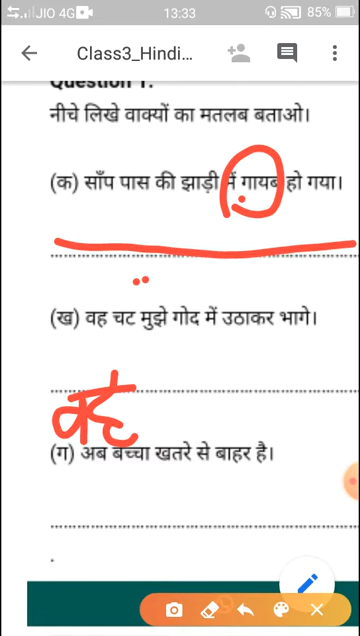 JIO 4G 13:33 85%
Class3_Hindi...
Question 1:
नीचे लिखे वाक्यों का मतलब बताओ।
(क) साँप पास की झाड़ी में गायब हो गया।
(ख) वह चट मुझे गोद में उठाकर भागे।
वह
(ग) अब बच्चा खतरे से बाहर है।